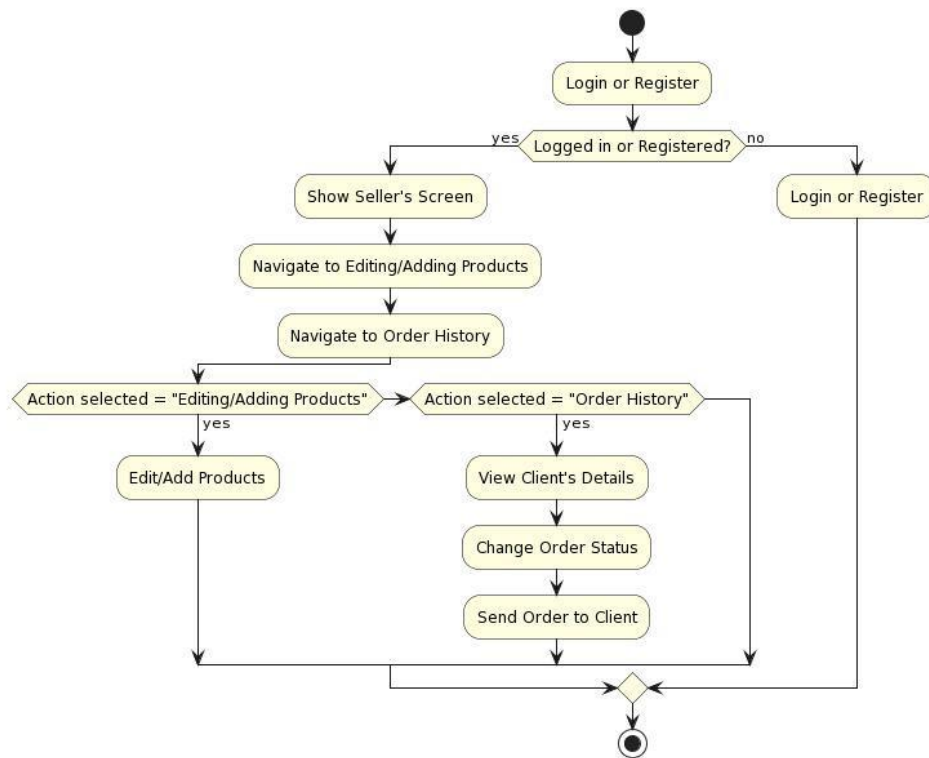 Login or Register
yes
Logged in or Registered?
no
Show Seller's Screen
Login or Register
Navigate to Editing/Adding Products
Navigate to Order History
Action selected = "Editing/Adding Products"
Action selected = "Order History"
yes
yes
Edit/Add Products
View Client's Details
Change Order Status
Send Order to Client